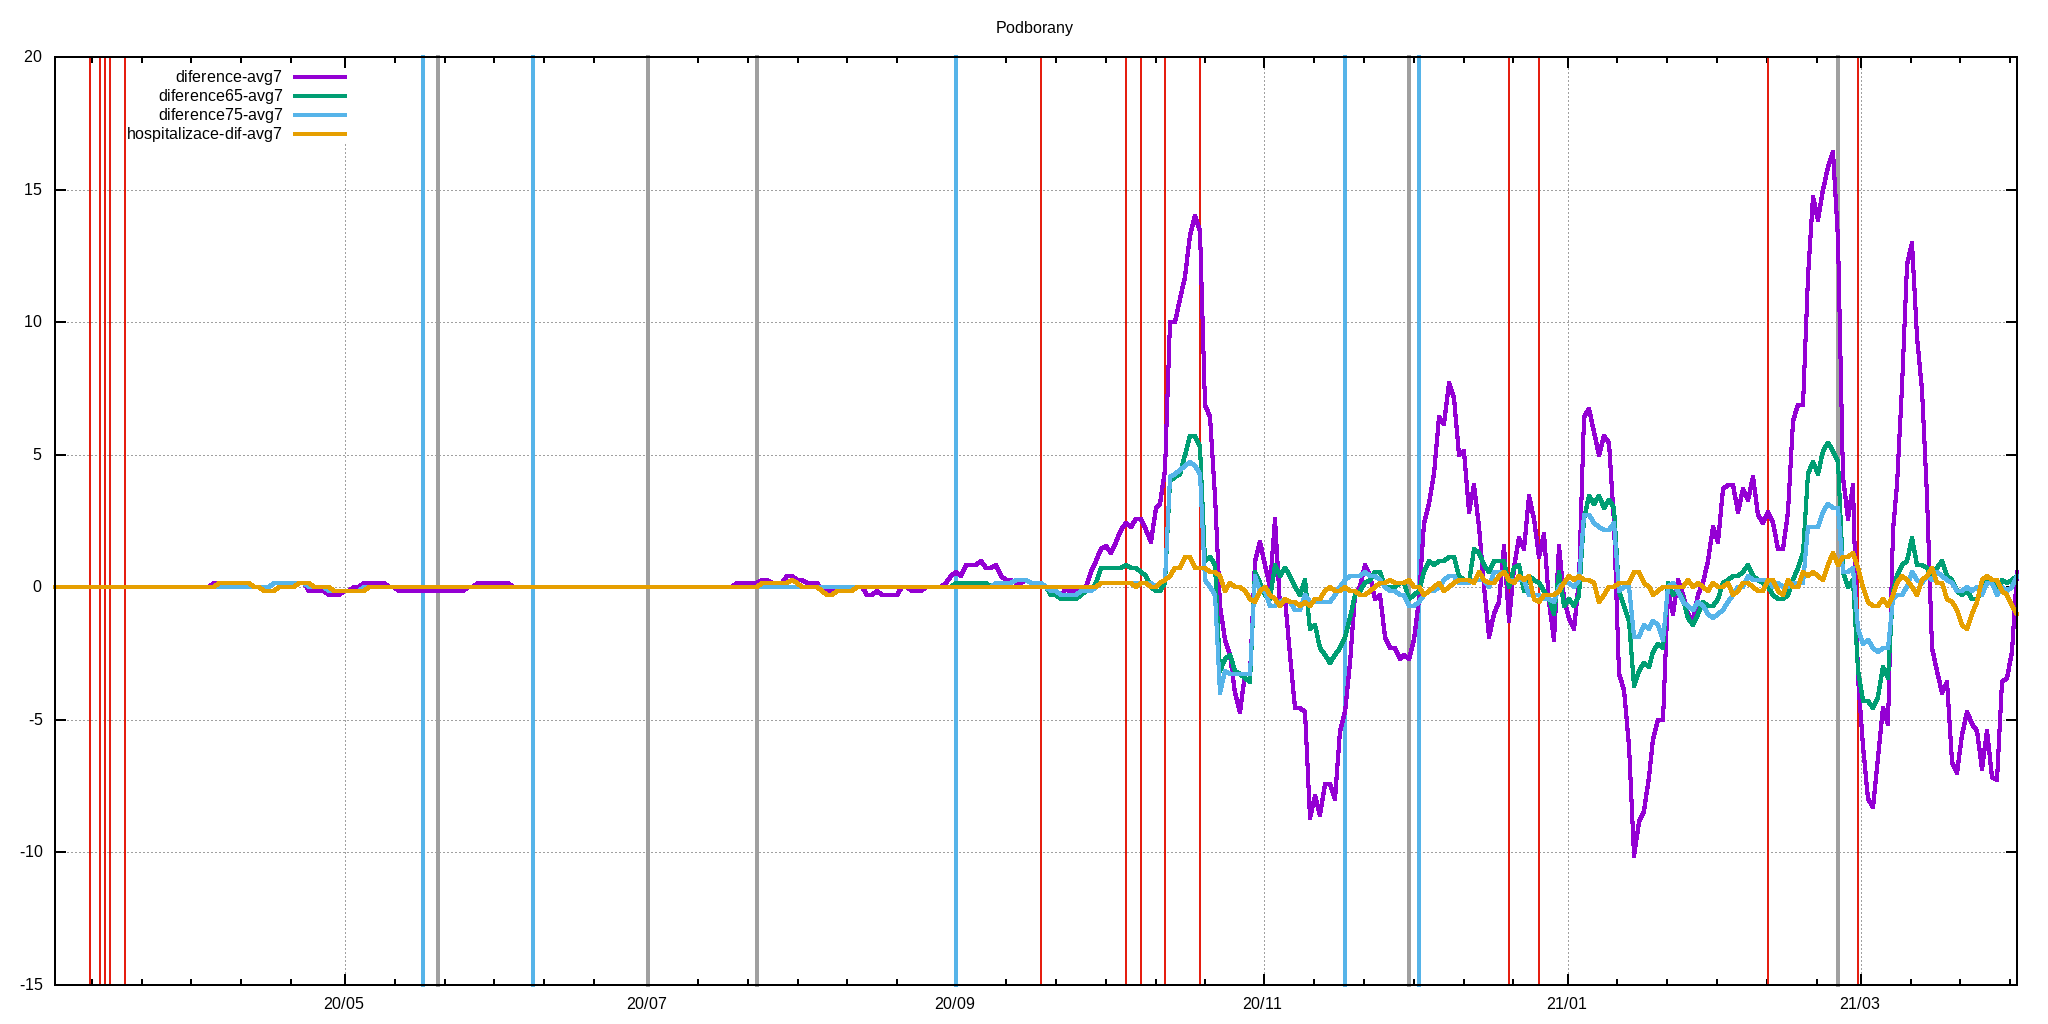 Podborany
20
15
10
5
0
-5
-10
-15
diference-avg7
diference65-avg7
diference75-avg7
hospitalizace-dif-avg7
20/05
20/07
20/09
20/11
21/01
21/03